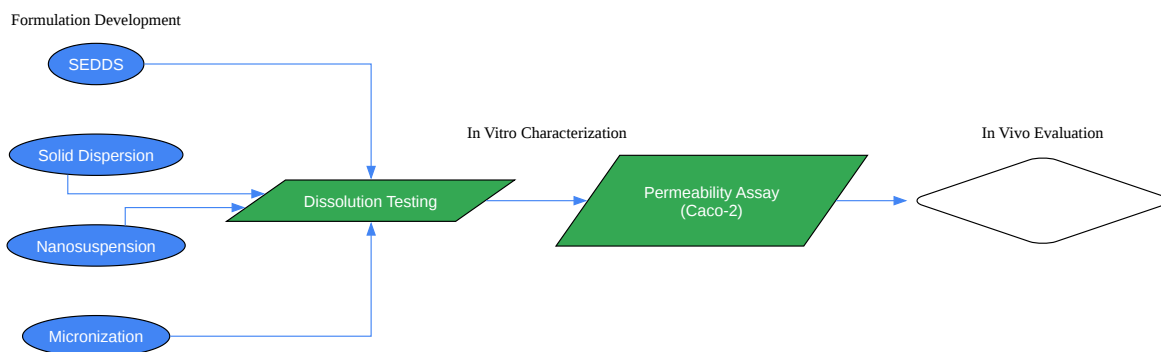 Formulation Development
SEDDS
Solid Dispersion
Nanosuspension
Micronization
In Vitro Characterization
Dissolution Testing
Permeability Assay
(Caco-2)
In Vivo Evaluation